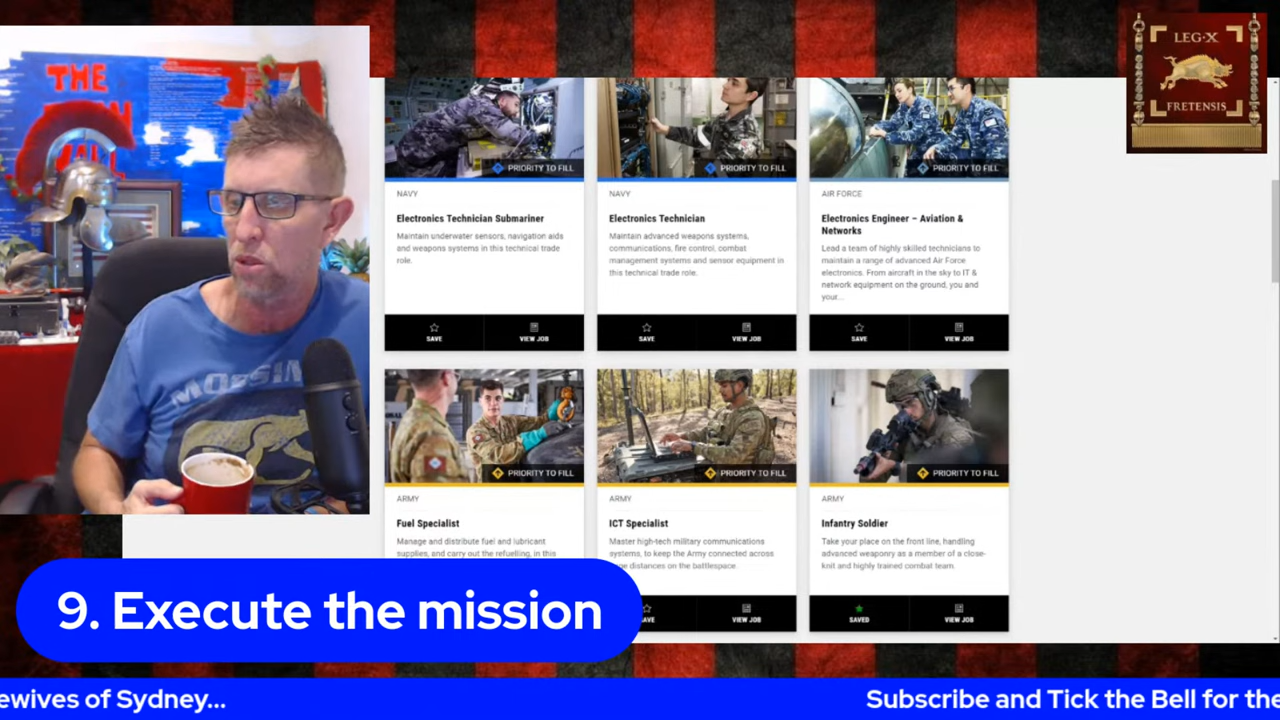 THE
LEG·X
FRETENSIS
MOSSIN
PRIORITY TO FILL
PRIORITY TO FILL
PRIORITY TO FILL
NAVY
Electronics Technician Submariner
Maintain underwater sensors, navigation aids
and weapons systems in this technical trade
role.
SAVE
VIEW JOB
NAVY
Electronics Technician
Maintain advanced weapons systems,
communications, fire control, combat
management systems and sensor equipment in
this technical trade role.
SAVE
VIEW JOB
AIR FORCE
Electronics Engineer – Aviation &
Networks
Lead a team of highly skilled technicians to
maintain a range of advanced Air Force
electronics. From aircraft in the sky to IT &
network equipment on the ground, you and
your...
SAVE
VIEW JOB
PRIORITY TO FILL
PRIORITY TO FILL
PRIORITY TO FILL
ARMY
Fuel Specialist
Manage and distribute fuel and lubricant
supplies, and carry out the refuelling, in this
ARMY
ICT Specialist
Master high-tech military communications
systems, to keep the Army connected across
distances on the battlespace.
AVE
VIEW JOB
ARMY
Infantry Soldier
Take your place on the front line, handling
advanced weaponry as a member of a close-
knit and highly trained combat team.
SAVED
VIEW JOB
9. Execute the mission
ewives of Sydney...
Subscribe and Tick the Bell for the